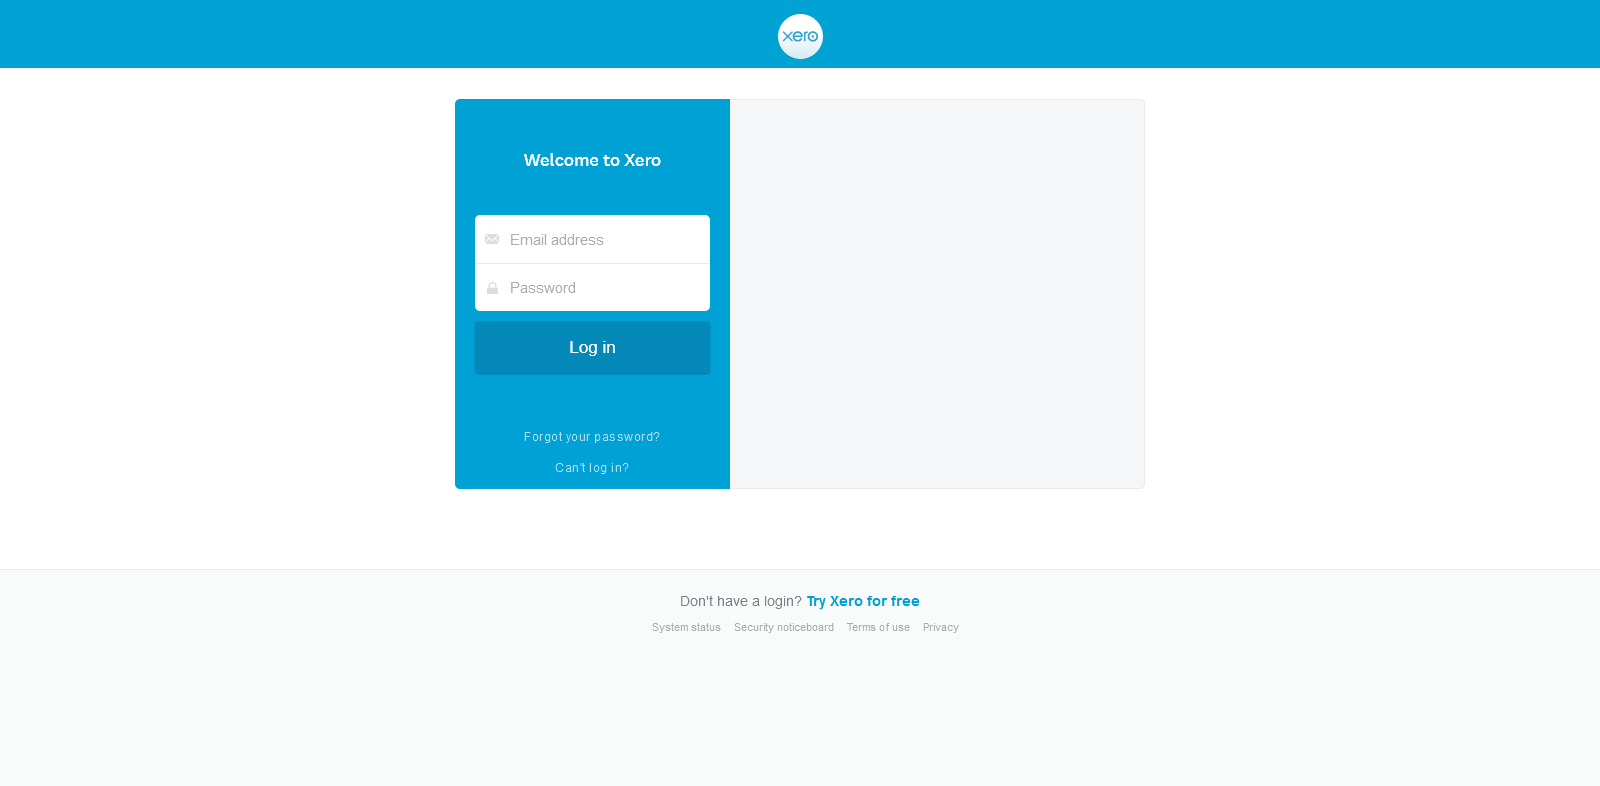 xero
Welcome to Xero
Email address
Password
Log in
Forgot your password?
Can't log in?
Don't have a login? Try Xero for free
System status Security noticeboard Terms of use Privacy